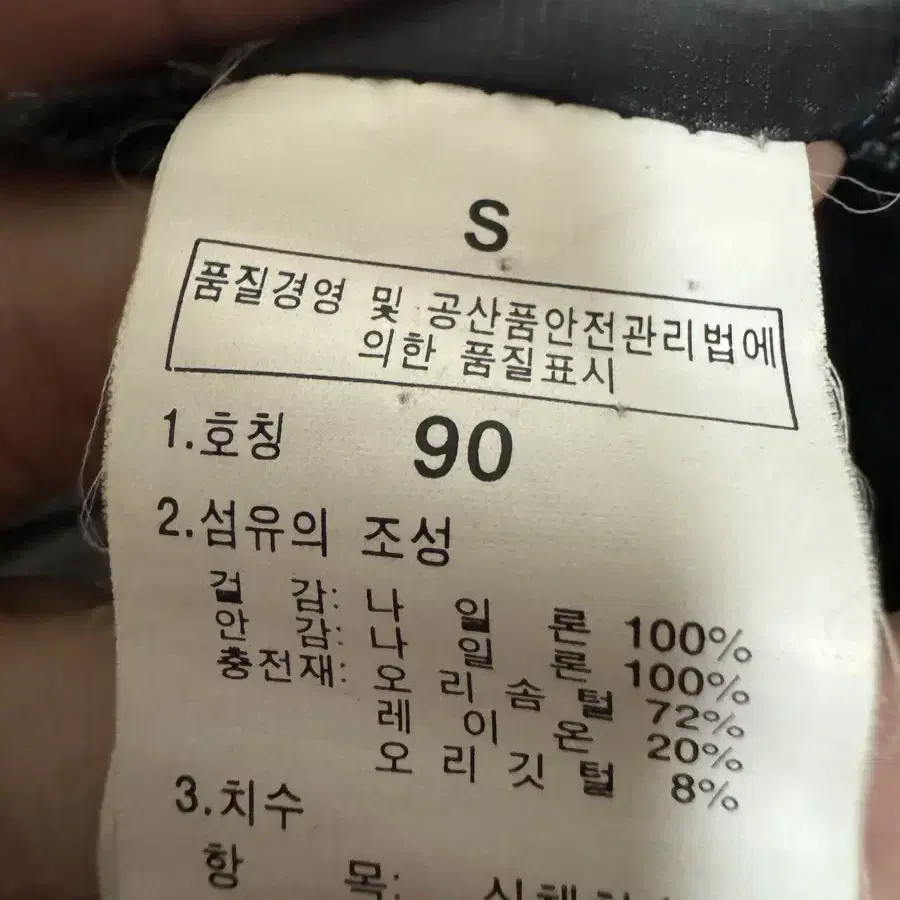 S
품질경영 및 공산품안전관리법에
의한 품질표시
1.호칭 90
2.섬유의 조성
겉 감: 나 일 론 100%
안 감: 나 일 론 100%
충전재: 오 리 솜 털 72%
레 이 온 20%
오 리 깃 털 8%
3.치수
항 목: